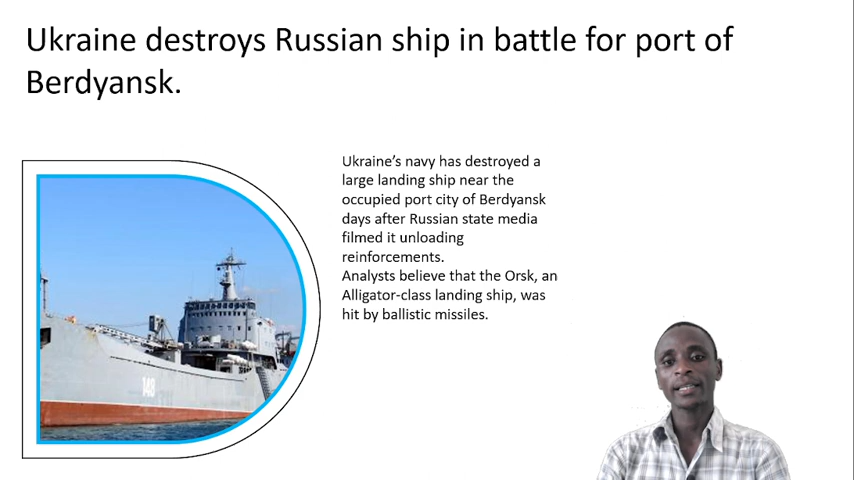 Ukraine destroys Russian ship in battle for port of
Berdyansk.
Ukraine’s navy has destroyed a
large landing ship near the
occupied port city of Berdyansk
days after Russian state media
filmed it unloading
reinforcements.
Analysts believe that the Orsk, an
Alligator-class landing ship, was
hit by ballistic missiles.
148